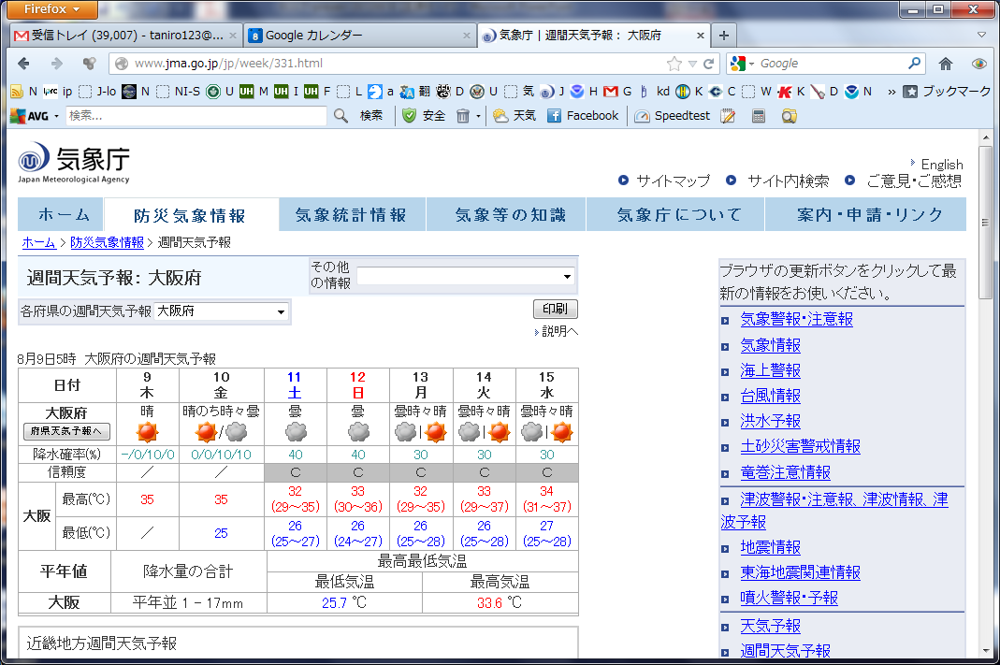 Firefox
受信トレイ (39,007) - taniro123@...
8 Google カレンダー
気象庁 | 週間天気予報： 大阪府
www.jma.go.jp/jp/week/331.html
Google
N ip J-lo N NI-S U UH M UH I UH F L a 翻 D U 気 J H G kd K C W K D N » ブックマーク
AVG 検索... 検索 安全 天気 Facebook Speedtest
気象庁
Japan Meteorological Agency
English
サイトマップ サイト内検索 ご意見・ご感想
ホーム 防災気象情報 気象統計情報 気象等の知識 気象庁について 案内・申請・リンク
ホーム > 防災気象情報 > 週間天気予報
週間天気予報: 大阪府
その他の情報
各府県の週間天気予報 大阪府
印刷
説明へ
8月9日5時 大阪府の週間天気予報
日付 9 木 10 金 11 土 12 日 13 月 14 火 15 水
大阪府 晴 晴のち時々曇 曇 曇 曇時々晴 曇時々晴 曇時々晴
府県天気予報へ
降水確率(%) -/0/10/0 0/0/10/10 40 40 30 30 30
信頼度 ／ ／ C C C C C
大阪 最高(℃) 35 35 32 (29～35) 33 (30～36) 32 (29～35) 33 (29～37) 34 (31～37)
最低(℃) ／ 25 26 (25～27) 26 (24～27) 26 (25～28) 26 (25～28) 27 (25～28)
平年値 降水量の合計 最高最低気温
最低気温 最高気温
大阪 平年並 1 - 17mm 25.7 ℃ 33.6 ℃
近畿地方週間天気予報
ブラウザの更新ボタンをクリックして最
新の情報をお使いください。
気象警報・注意報
気象情報
海上警報
台風情報
洪水予報
土砂災害警戒情報
竜巻注意情報
津波警報・注意報、津波情報、津
波予報
地震情報
東海地震関連情報
噴火警報・予報
天気予報
週間天気予報